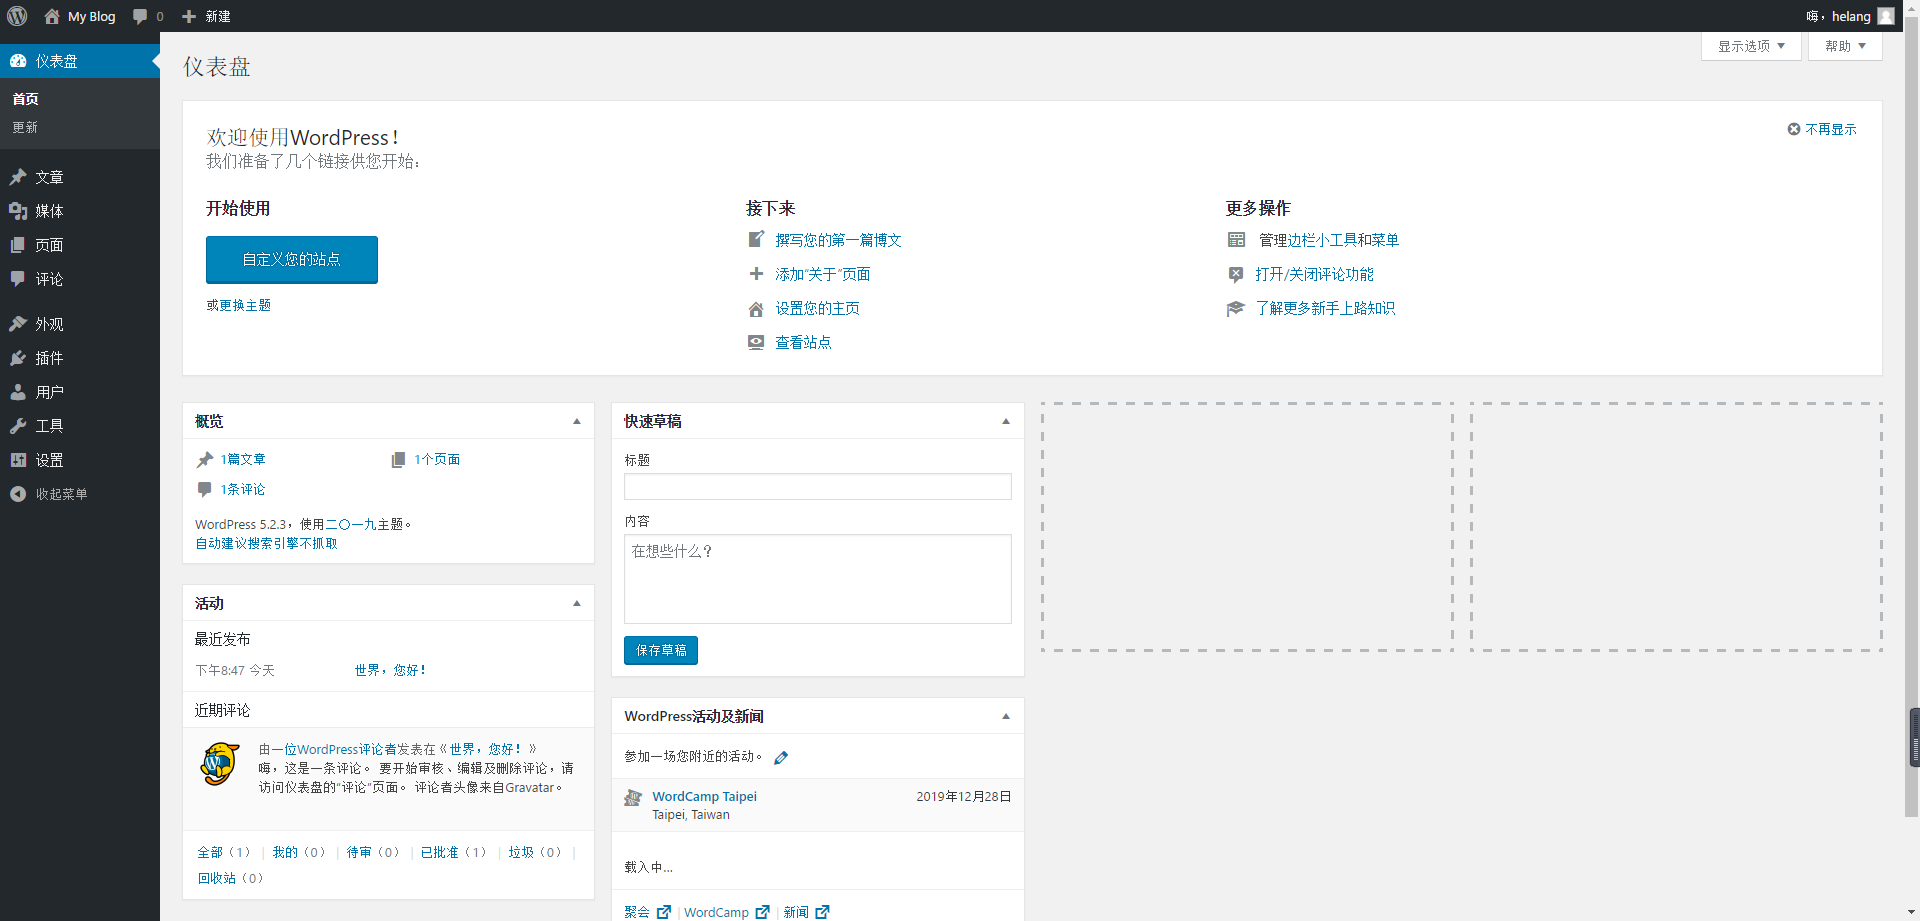 My Blog 0 新建 嗨，helang
仪表盘
首页
更新
文章
媒体
页面
评论
外观
插件
用户
工具
设置
收起菜单
仪表盘
显示选项 帮助
欢迎使用WordPress！
我们准备了几个链接供您开始：
不再显示
开始使用
自定义您的站点
或更换主题
接下来
撰写您的第一篇博文
添加“关于”页面
设置您的主页
查看站点
更多操作
管理边栏小工具和菜单
打开/关闭评论功能
了解更多新手上路知识
概览
1篇文章 1个页面
1条评论
WordPress 5.2.3，使用二〇一九主题。
自动建议搜索引擎不抓取
活动
最近发布
下午8:47 今天 世界，您好！
近期评论
由一位WordPress评论者发表在《世界，您好！》
嗨，这是一条评论。 要开始审核、编辑及删除评论，请
访问仪表盘的“评论”页面。 评论者头像来自Gravatar。
全部（1） | 我的（0） | 待审（0） | 已批准（1） | 垃圾（0） |
回收站（0）
快速草稿
标题
内容
在想些什么？
保存草稿
WordPress活动及新闻
参加一场您附近的活动。
WordCamp Taipei 2019年12月28日
Taipei, Taiwan
载入中…
聚会 | WordCamp | 新闻